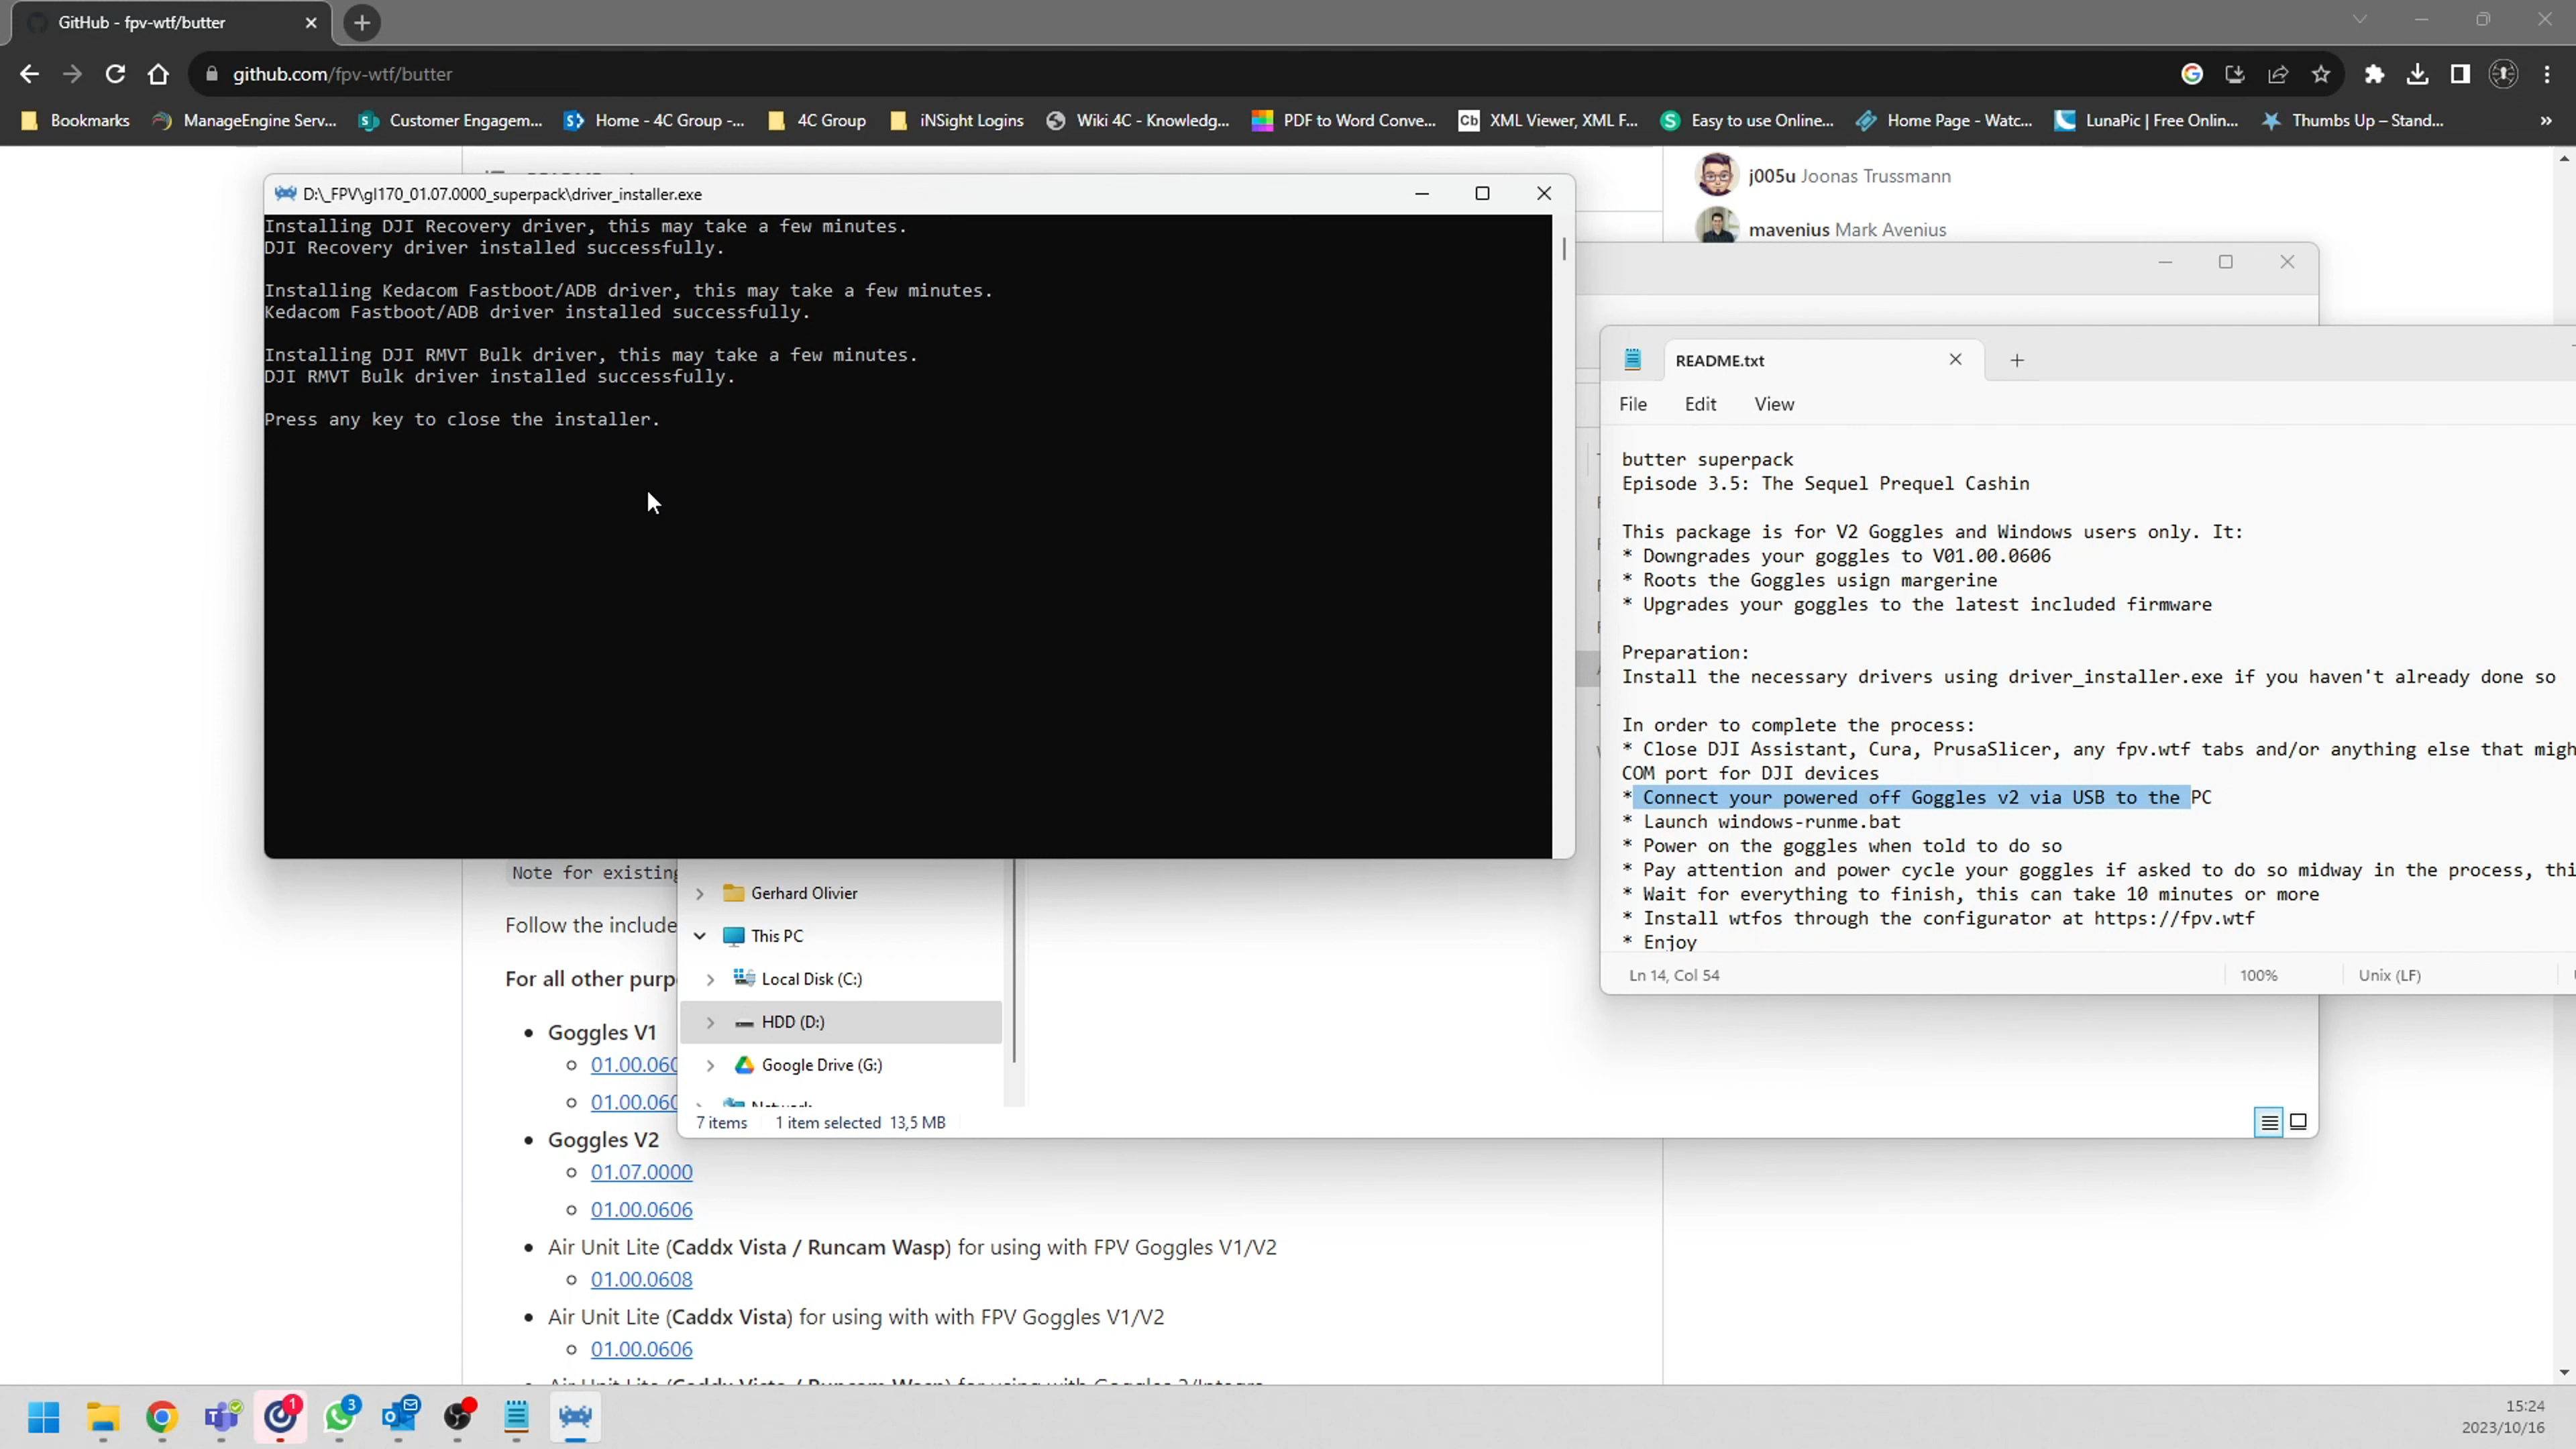 GitHub - fpv-wtf/butter
github.com/fpv-wtf/butter
Bookmarks
ManageEngine Serv...
Customer Engagem...
Home - 4C Group -...
4C Group
iNSight Logins
Wiki 4C - Knowledg...
PDF to Word Conve...
XML Viewer, XML F...
Easy to use Online...
Home Page - Watc...
LunaPic | Free Onlin...
Thumbs Up – Stand...
j005u Joonas Trussmann
mavenius Mark Avenius
D:\_FPV\gl170_01.07.0000_superpack\driver_installer.exe
Installing DJI Recovery driver, this may take a few minutes.
DJI Recovery driver installed successfully.
Installing Kedacom Fastboot/ADB driver, this may take a few minutes.
Kedacom Fastboot/ADB driver installed successfully.
Installing DJI RMVT Bulk driver, this may take a few minutes.
DJI RMVT Bulk driver installed successfully.
Press any key to close the installer.
README.txt
File Edit View
butter superpack
Episode 3.5: The Sequel Prequel Cashin
This package is for V2 Goggles and Windows users only. It:
* Downgrades your goggles to V01.00.0606
* Roots the Goggles usign margerine
* Upgrades your goggles to the latest included firmware
Preparation:
Install the necessary drivers using driver_installer.exe if you haven't already done so
In order to complete the process:
* Close DJI Assistant, Cura, PrusaSlicer, any fpv.wtf tabs and/or anything else that migh
COM port for DJI devices
* Connect your powered off Goggles v2 via USB to the PC
* Launch windows-runme.bat
* Power on the goggles when told to do so
* Pay attention and power cycle your goggles if asked to do so midway in the process, thi
* Wait for everything to finish, this can take 10 minutes or more
* Install wtfos through the configurator at https://fpv.wtf
* Enjoy
Ln 14, Col 54
100%
Unix (LF)
Note for existing
Follow the include
For all other purp
Gerhard Olivier
This PC
Local Disk (C:)
HDD (D:)
Google Drive (G:)
7 items 1 item selected 13,5 MB
Goggles V1
01.00.060
01.00.060
Goggles V2
01.07.0000
01.00.0606
Air Unit Lite (Caddx Vista / Runcam Wasp) for using with FPV Goggles V1/V2
01.00.0608
Air Unit Lite (Caddx Vista) for using with with FPV Goggles V1/V2
01.00.0606
1
3
15:24
2023/10/16